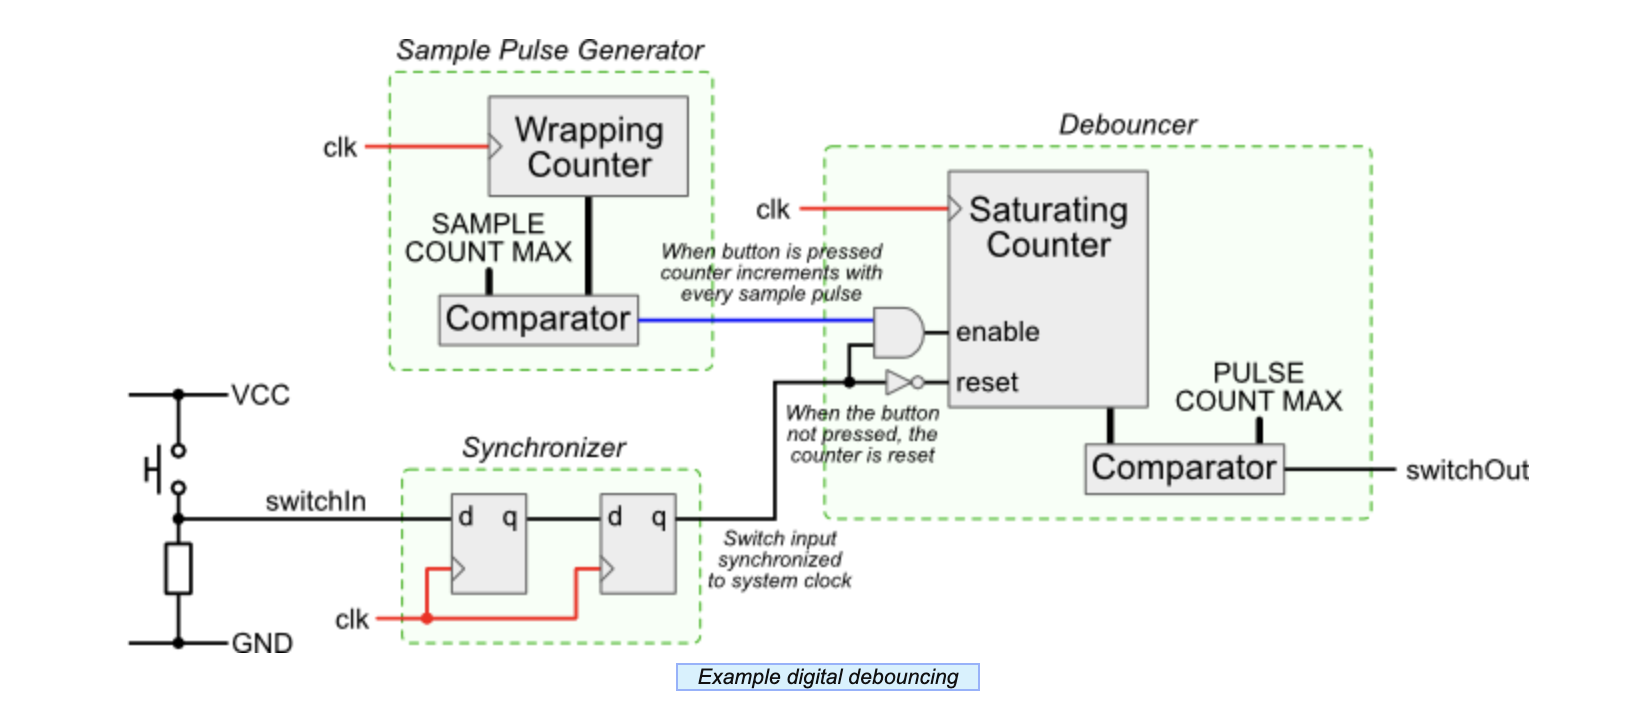 Sample Pulse Generator
clk
Wrapping
Counter
SAMPLE
COUNT MAX
Comparator
When button is pressed
counter increments with
every sample pulse
Debouncer
clk
Saturating
Counter
enable
reset
PULSE
COUNT MAX
Comparator
switchOut
When the button
not pressed, the
counter is reset
VCC
switchIn
GND
Synchronizer
d q
d q
clk
Switch input
synchronized
to system clock
Example digital debouncing